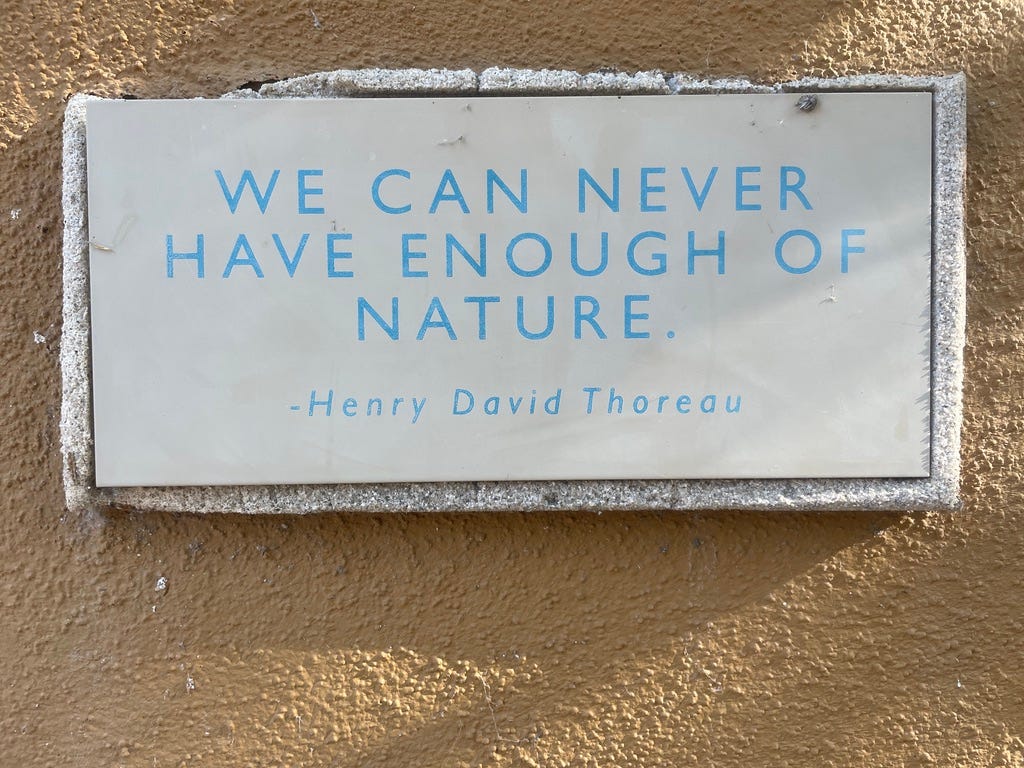 WE CAN NEVER
HAVE ENOUGH OF
NATURE.
-Henry David Thoreau